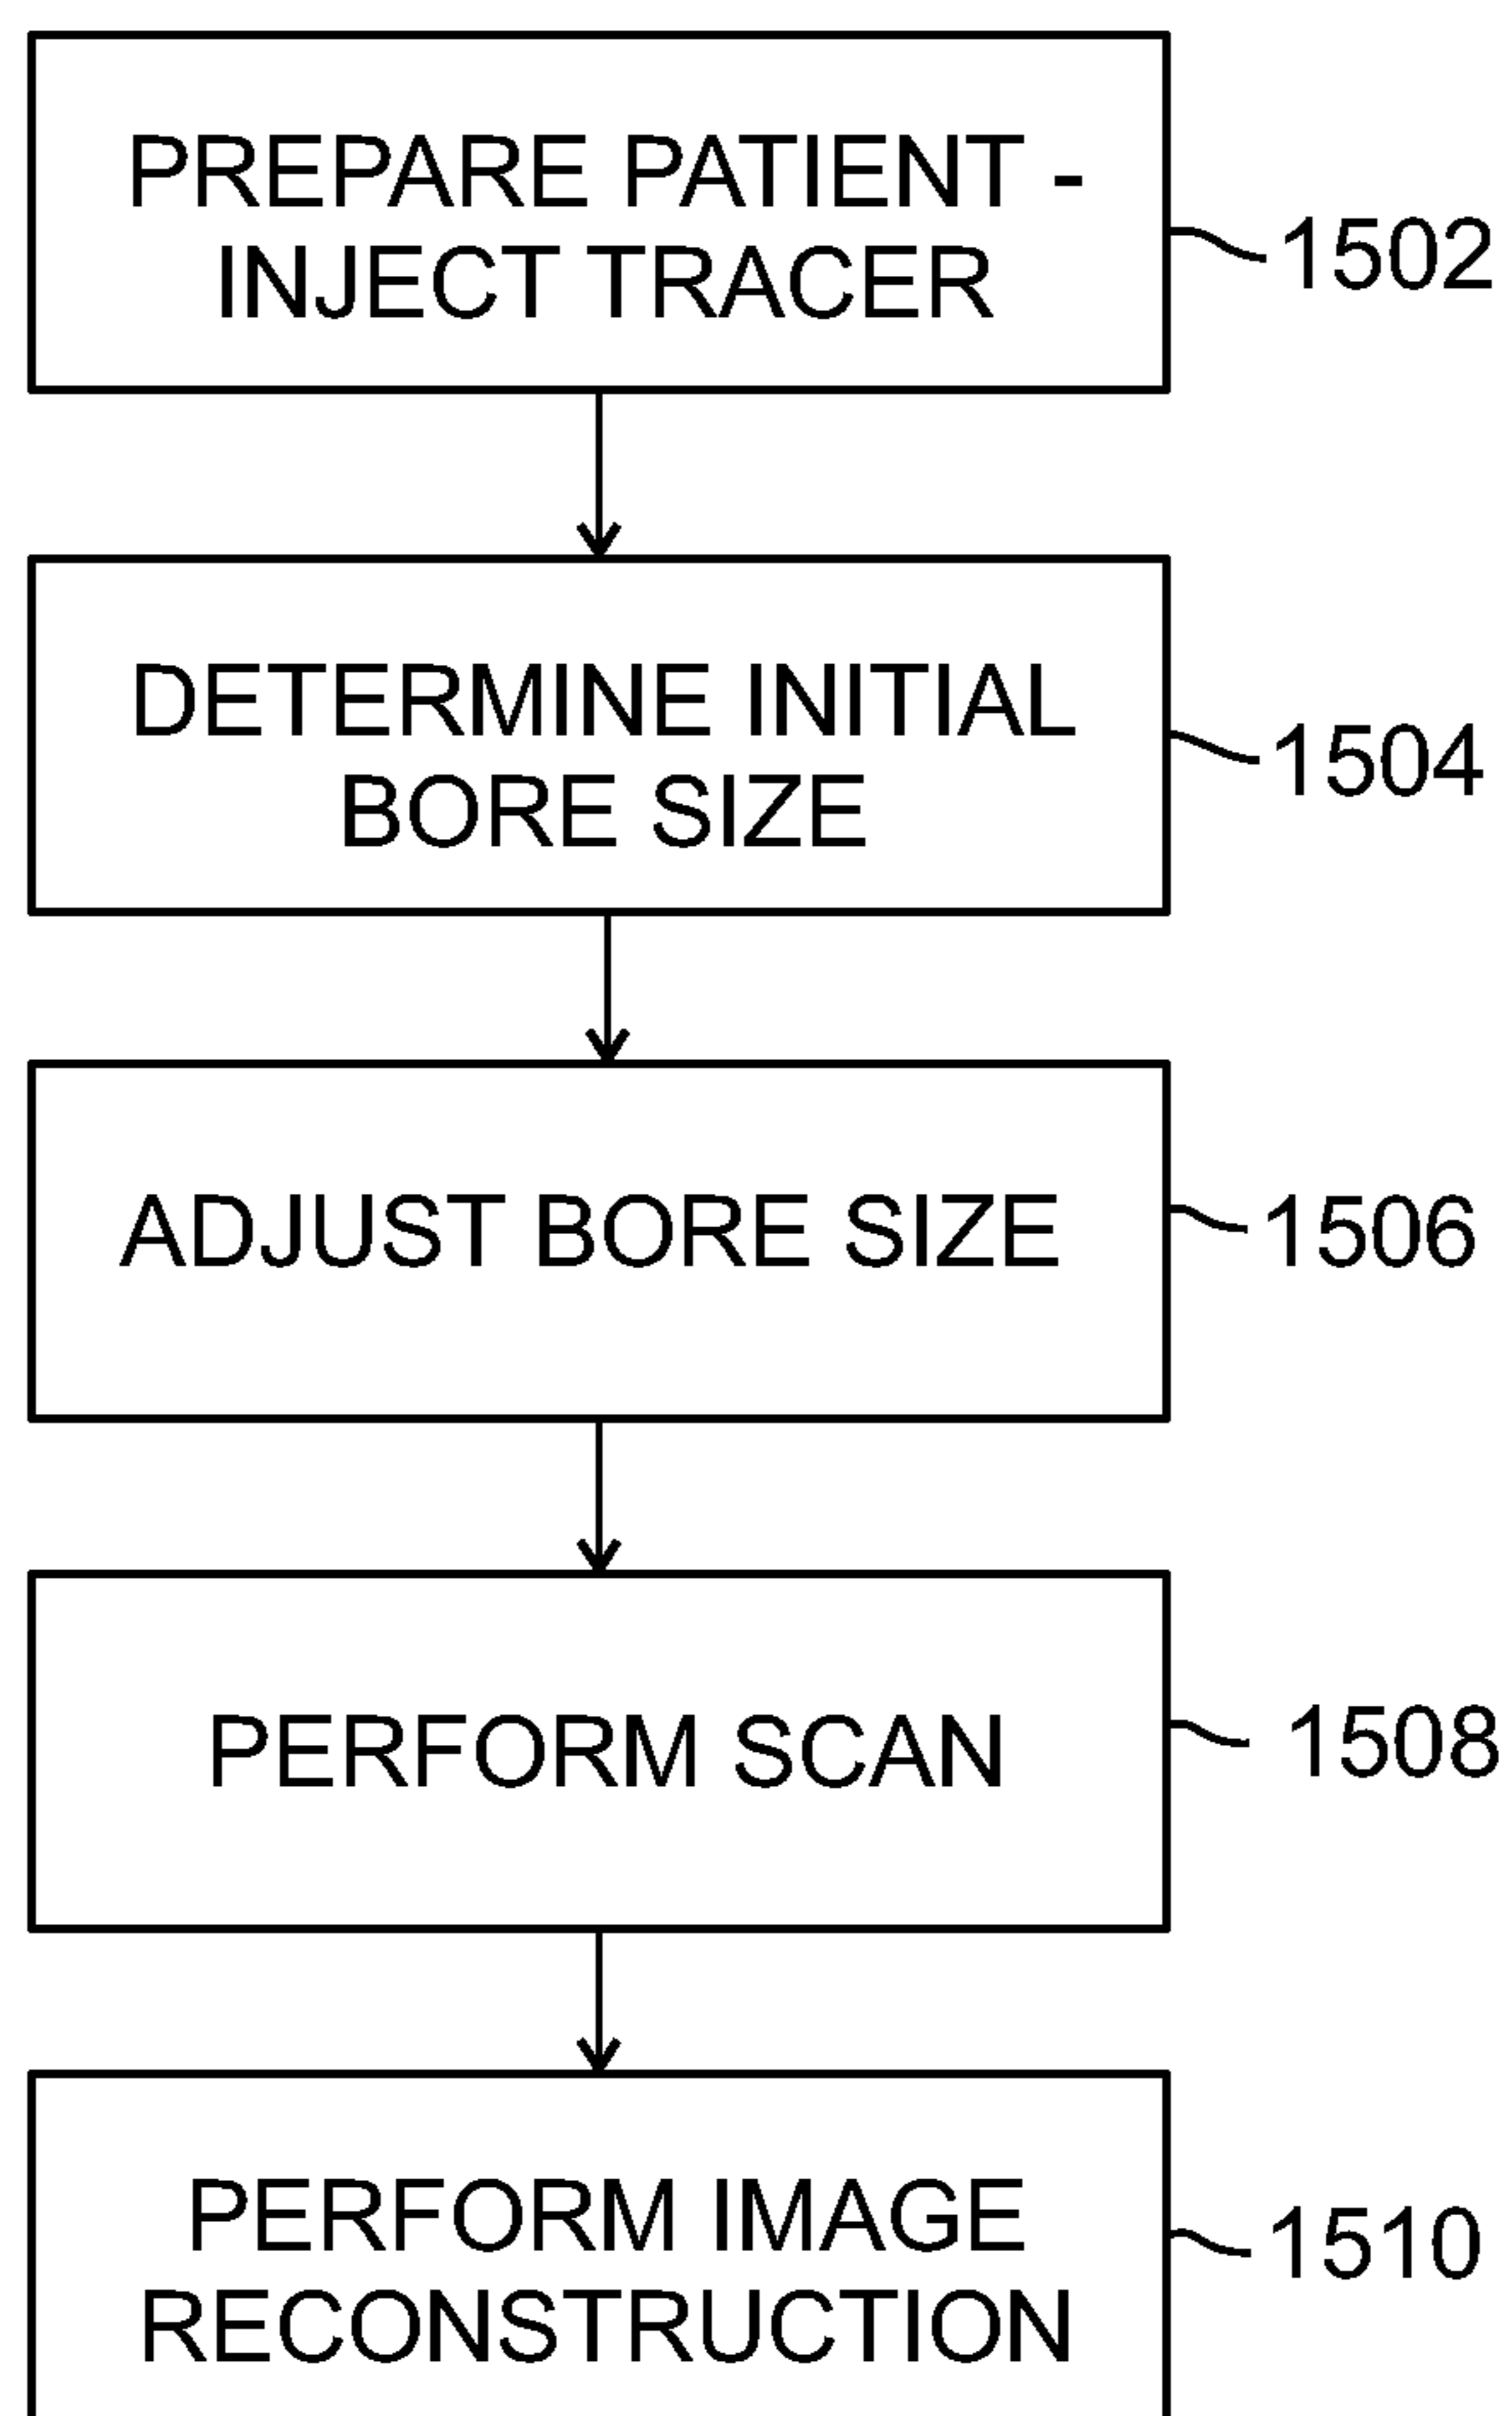 PREPARE PATIENT -
INJECT TRACER
1502
DETERMINE INITIAL
BORE SIZE
1504
ADJUST BORE SIZE
1506
PERFORM SCAN
1508
PERFORM IMAGE
RECONSTRUCTION
1510